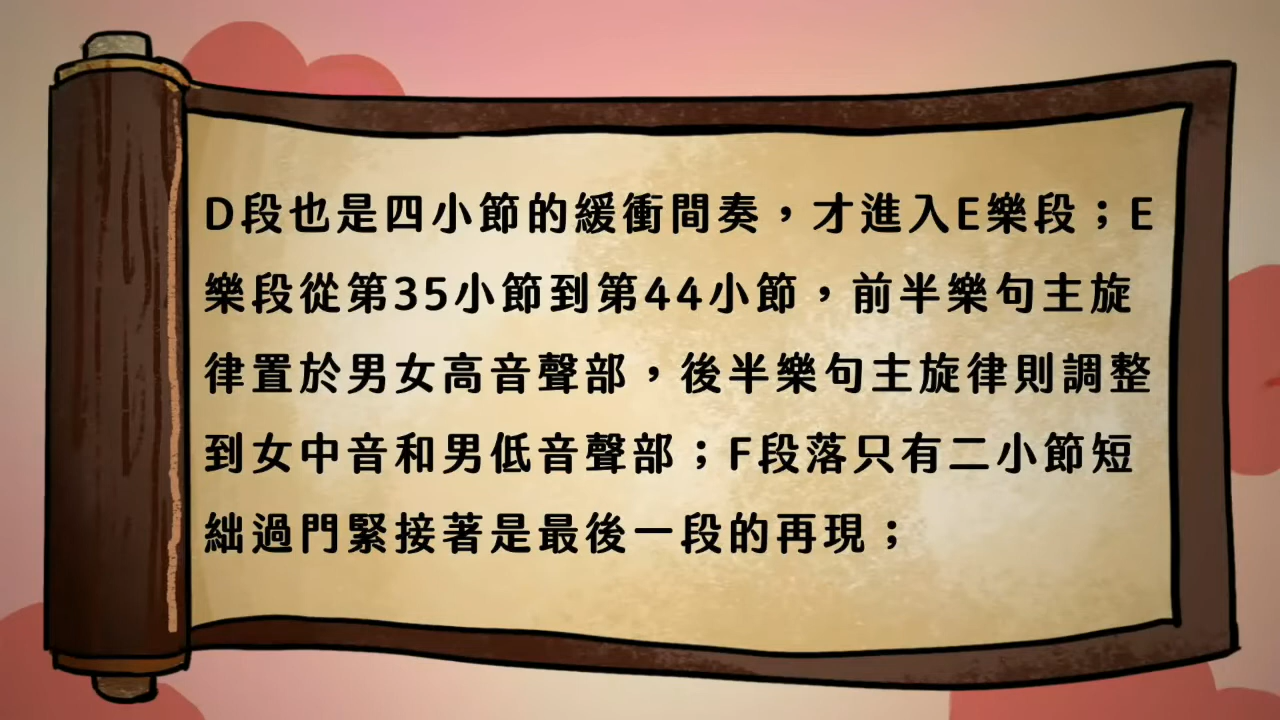 D段也是四小節的緩衝間奏，才進入E樂段；E
樂段從第35小節到第44小節，前半樂句主旋
律置於男女高音聲部，後半樂句主旋律則調整
到女中音和男低音聲部；F段落只有二小節短
絀過門緊接著是最後一段的再現；